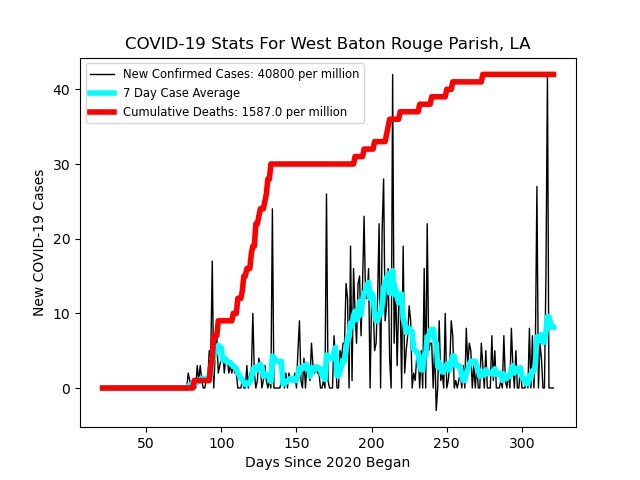 COVID-19 Stats For West Baton Rouge Parish, LA
New Confirmed Cases: 40800 per million
7 Day Case Average
Cumulative Deaths: 1587.0 per million
New COVID-19 Cases
40
30
20
10
0
50 100 150 200 250 300
Days Since 2020 Began